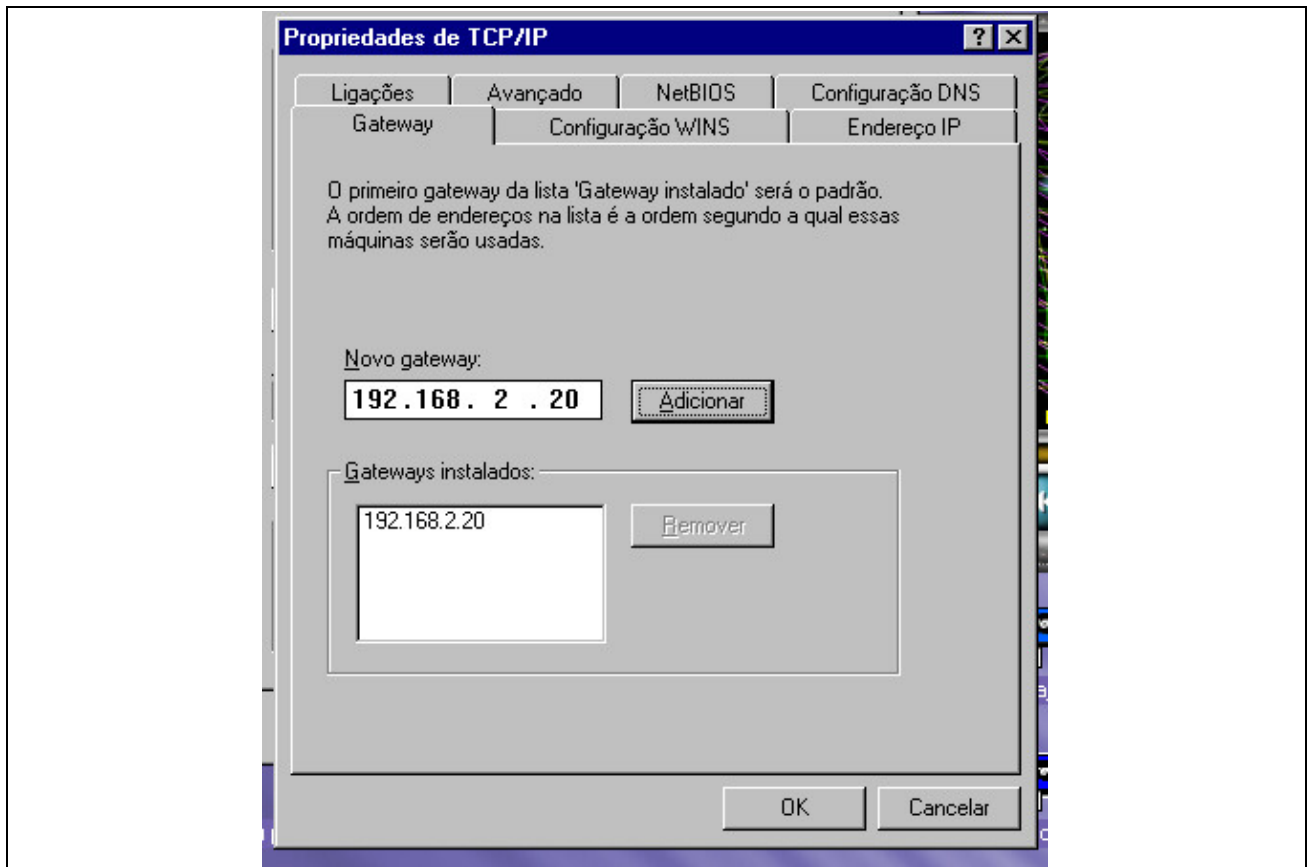 Propriedades de TCP/IP
Ligações Avançado NetBIOS Configuração DNS
Gateway Configuração WINS Endereço IP
O primeiro gateway da lista 'Gateway instalado' será o padrão.
A ordem de endereços na lista é a ordem segundo a qual essas
máquinas serão usadas.
Novo gateway:
192.168. 2 .20 Adicionar
Gateways instalados:
192.168.2.20 Remover
OK Cancelar